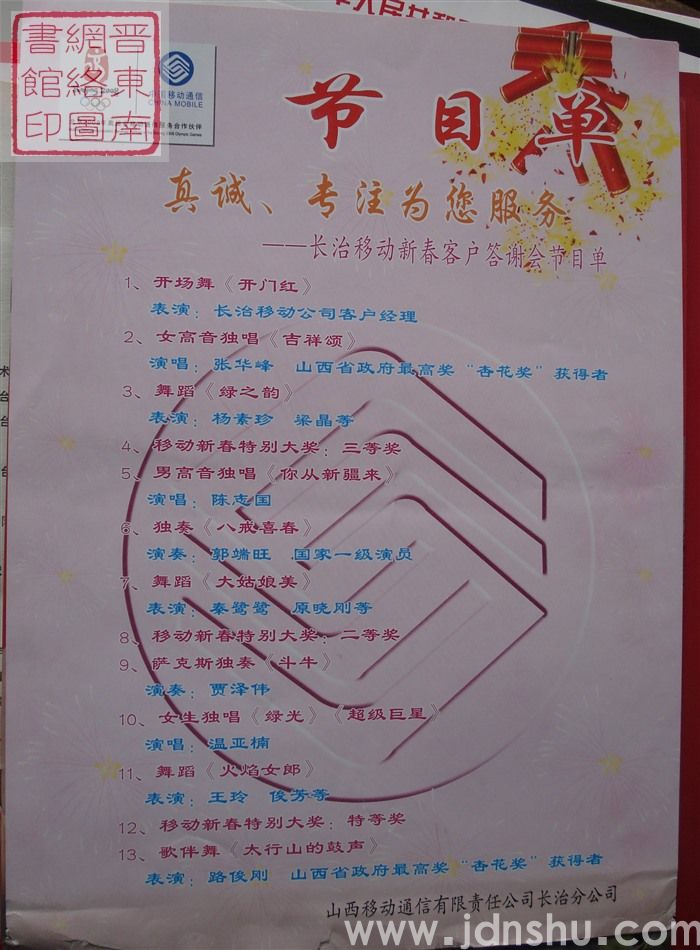 晋东南
網絡圖
書館印
中国移动通信
CHINA MOBILE
服务合作伙伴
节目单
真诚、专注为您服务
——长治移动新春客户答谢会节目单
1、开场舞《开门红》
表演：长治移动公司客户经理
2、女高音独唱《吉祥颂》
演唱：张华峰 山西省政府最高奖“杏花奖”获得者
3、舞蹈《绿之韵》
表演：杨素珍 梁晶等
4、移动新春特别大奖：三等奖
5、男高音独唱《你从新疆来》
演唱：陈志国
6、独奏《八戒喜春》
演奏：郭端旺 国家一级演员
7、舞蹈《大姑娘美》
表演：秦鹭鹭 原晓刚等
8、移动新春特别大奖：二等奖
9、萨克斯独奏《斗牛》
演奏：贾泽伟
10、女生独唱《绿光》《超级巨星》
演唱：温亚楠
11、舞蹈《火焰女郎》
表演：王玲 俊芳等
12、移动新春特别大奖：特等奖
13、歌伴舞《太行山的鼓声》
表演：路俊刚 山西省政府最高奖“杏花奖”获得者
山西移动通信有限责任公司长治分公司
www.jdnshu.com